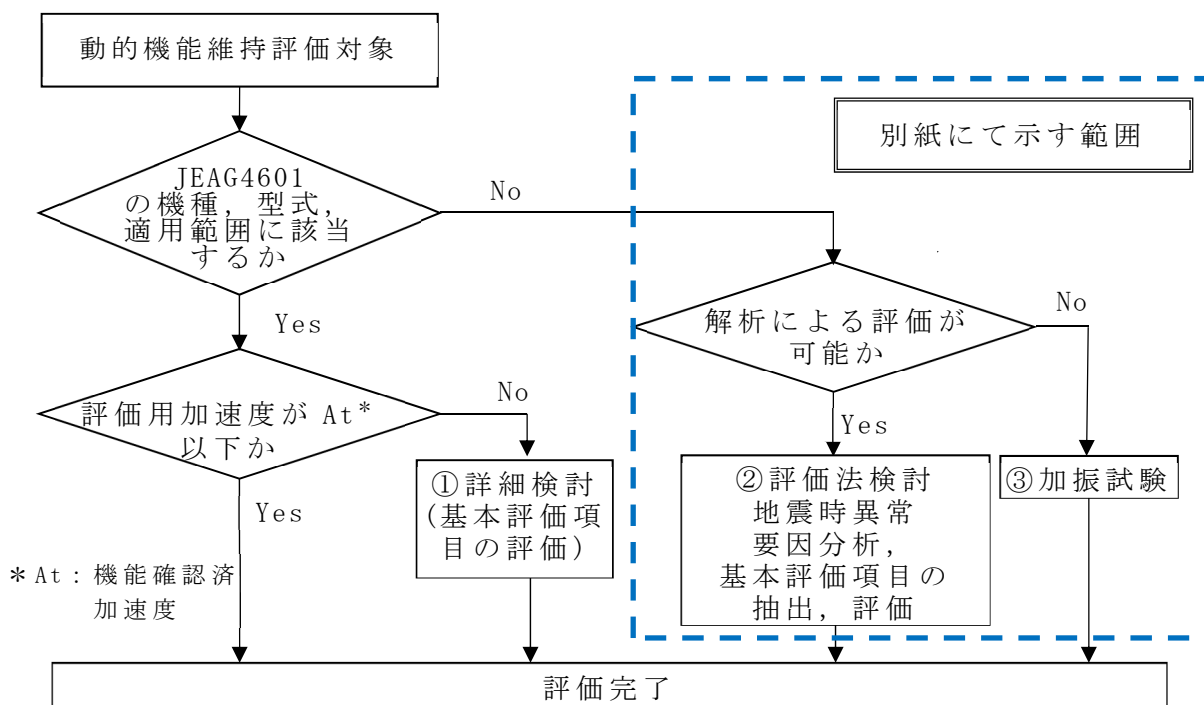 動的機能維持評価対象
別紙にて示す範囲
JEAG4601
の機種，型式，
適用範囲に該当
するか
No
Yes
解析による評価が
可能か
No
Yes
評価用加速度が At*
以下か
No
Yes
①詳細検討
(基本評価項
目の評価)
②評価法検討
地震時異常
要因分析，
基本評価項目の
抽出，評価
③加振試験
＊At：機能確認済
加速度
評価完了